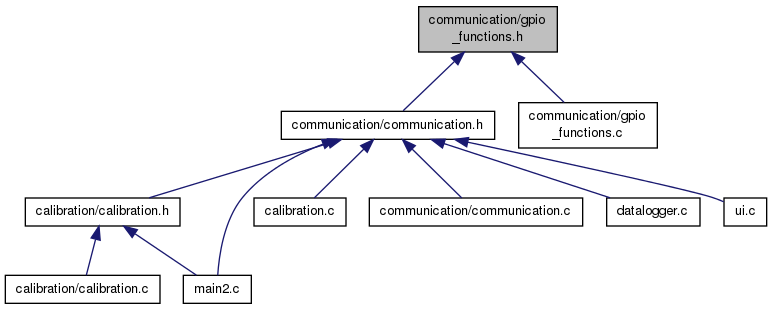 communication/gpio
_functions.h
communication/communication.h
communication/gpio
_functions.c
calibration/calibration.h
calibration.c
communication/communication.c
datalogger.c
ui.c
calibration/calibration.c
main2.c